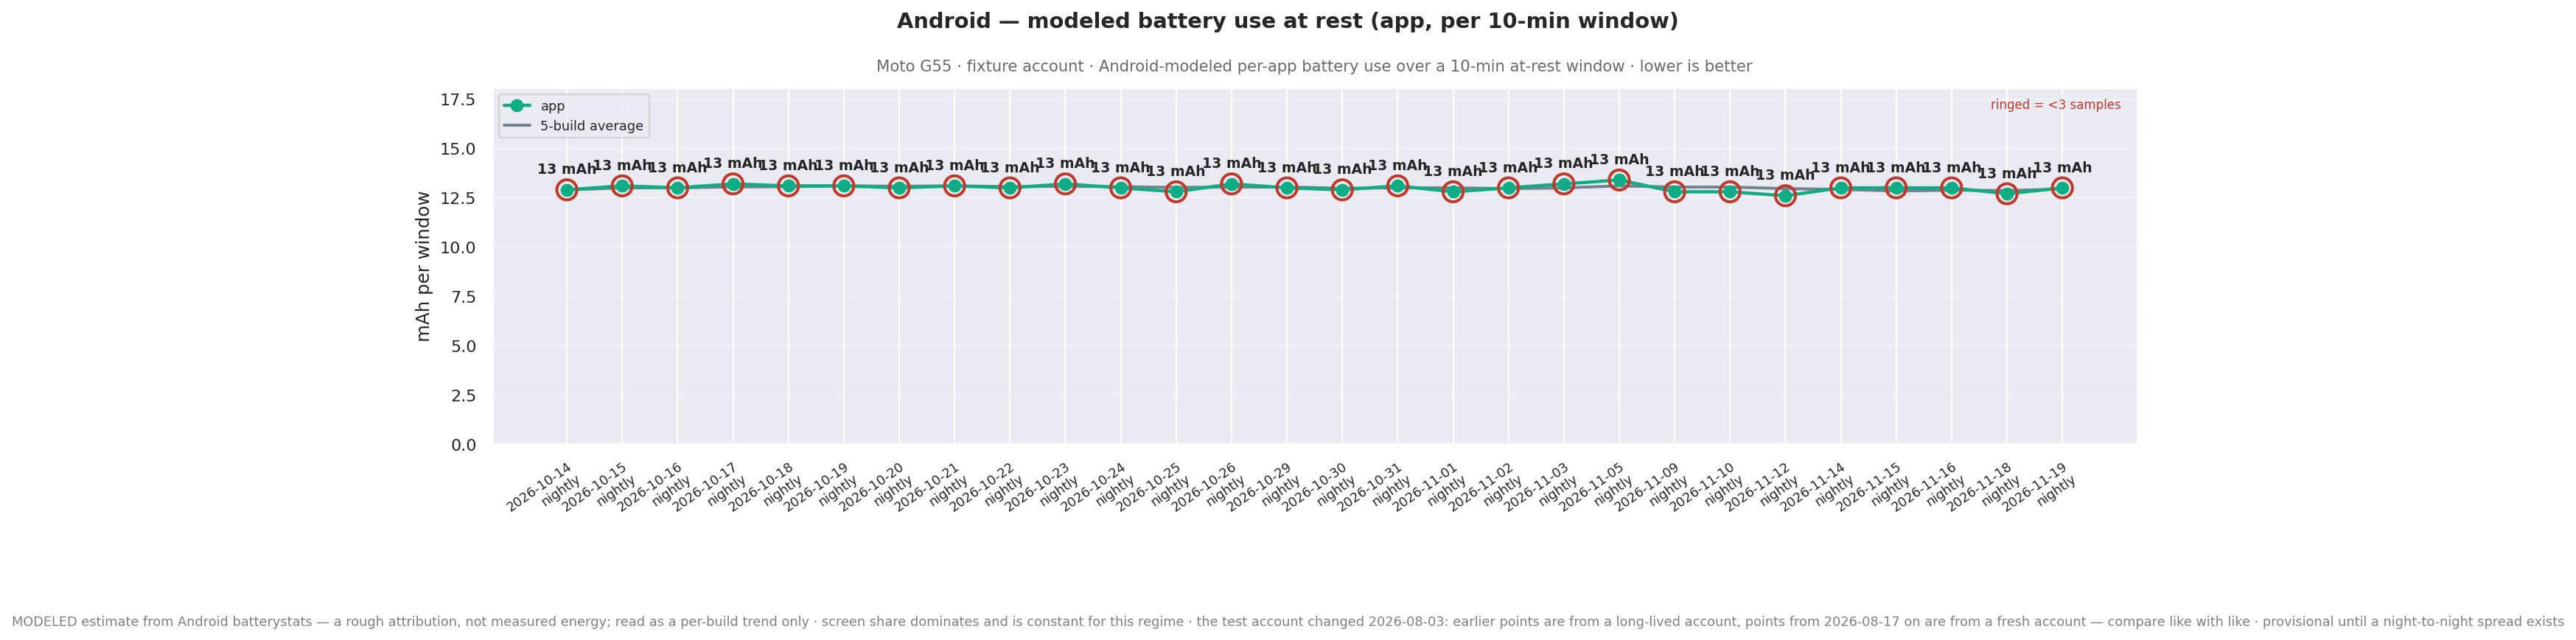 Android — modeled battery use at rest (app, per 10-min window)
Moto G55 · fixture account · Android-modeled per-app battery use over a 10-min at-rest window · lower is better
app
5-build average
ringed = <3 samples
mAh per window
17.5
15.0
12.5
10.0
7.5
5.0
2.5
0.0
13 mAh 13 mAh 13 mAh 13 mAh 13 mAh 13 mAh 13 mAh 13 mAh 13 mAh 13 mAh 13 mAh 13 mAh 13 mAh 13 mAh 13 mAh 13 mAh 13 mAh 13 mAh 13 mAh 13 mAh 13 mAh 13 mAh 13 mAh 13 mAh 13 mAh 13 mAh 13 mAh 13 mAh
2026-10-14
nightly
2026-10-15
nightly
2026-10-16
nightly
2026-10-17
nightly
2026-10-18
nightly
2026-10-19
nightly
2026-10-20
nightly
2026-10-21
nightly
2026-10-22
nightly
2026-10-23
nightly
2026-10-24
nightly
2026-10-25
nightly
2026-10-26
nightly
2026-10-29
nightly
2026-10-30
nightly
2026-10-31
nightly
2026-11-01
nightly
2026-11-02
nightly
2026-11-03
nightly
2026-11-05
nightly
2026-11-09
nightly
2026-11-10
nightly
2026-11-12
nightly
2026-11-14
nightly
2026-11-15
nightly
2026-11-16
nightly
2026-11-18
nightly
2026-11-19
nightly
MODELED estimate from Android batterystats — a rough attribution, not measured energy; read as a per-build trend only · screen share dominates and is constant for this regime · the test account changed 2026-08-03: earlier points are from a long-lived account, points from 2026-08-17 on are from a fresh account — compare like with like · provisional until a night-to-night spread exists